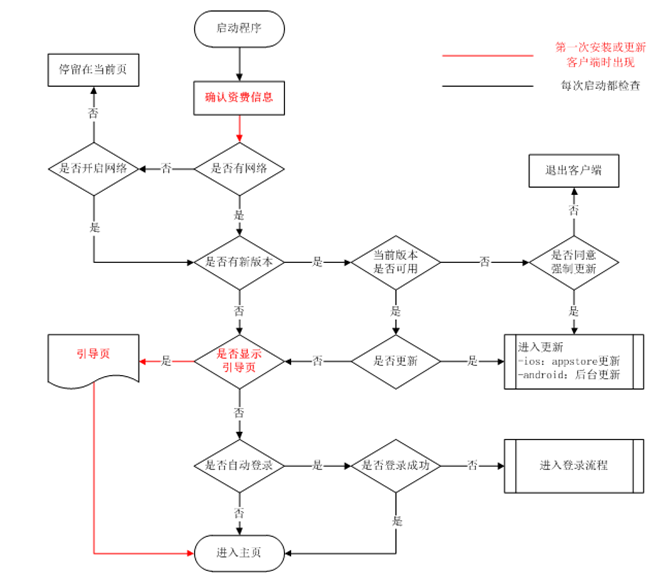 启动程序
第一次安装或更新
客户端时出现
每次启动都检查
停留在当前页
确认资费信息
否
是否开启网络
否
是否有网络
退出客户端
是
是
否
是否有新版本
是
当前版本
是否可用
否
是否同意
强制更新
否
是
是
引导页
是
是否显示
引导页
否
是否更新
是
进入更新
-ios: appstore更新
-android: 后台更新
否
是否自动登录
是
是否登录成功
否
进入登录流程
否
是
进入主页